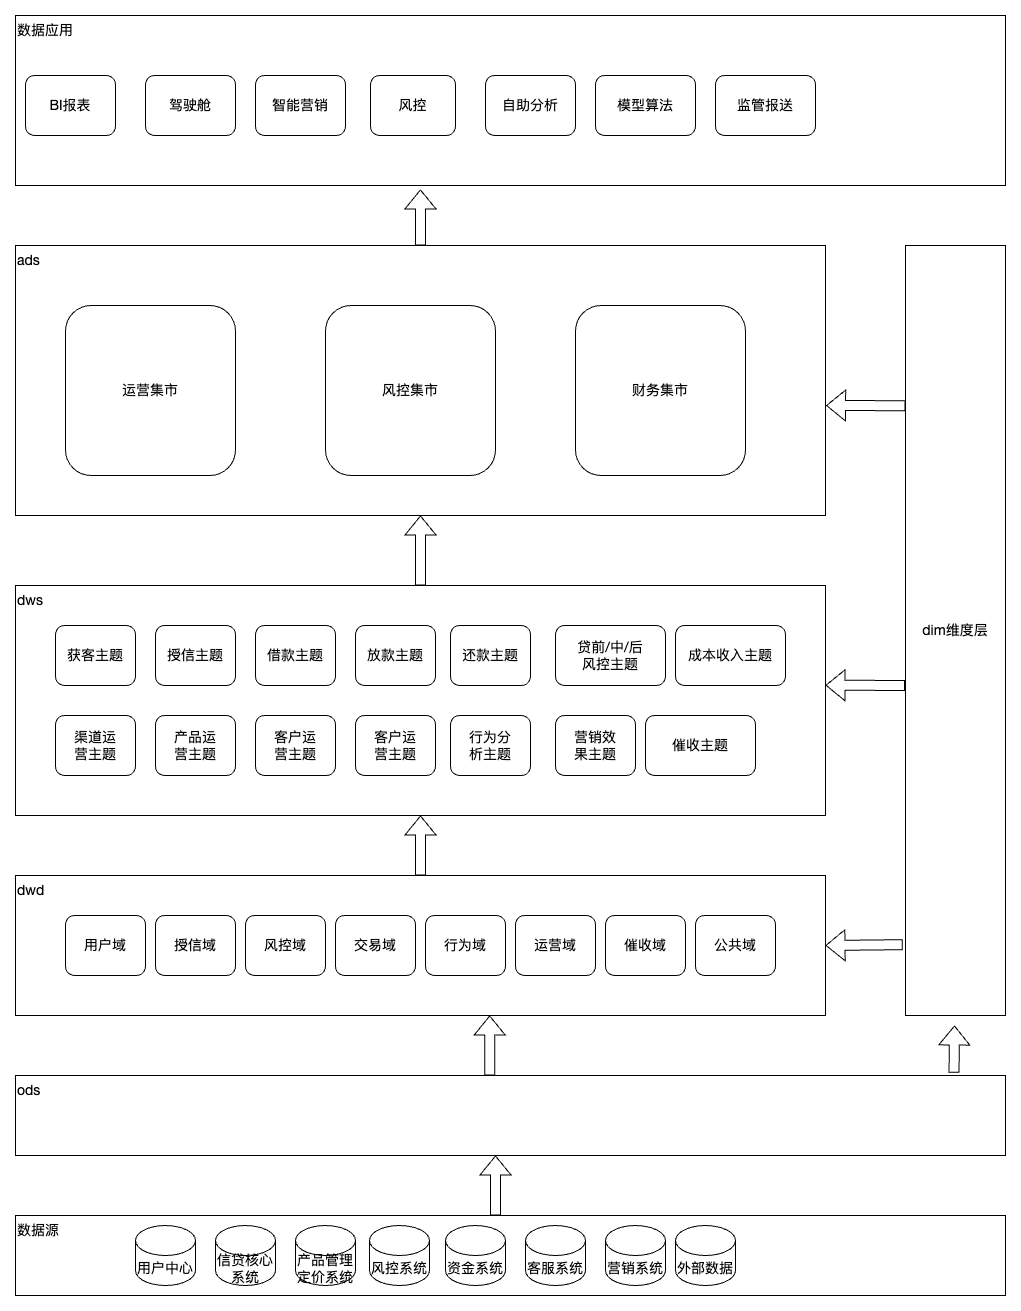 数据应用
BI报表
驾驶舱
智能营销
风控
自助分析
模型算法
监管报送
ads
运营集市
风控集市
财务集市
dim维度层
dws
获客主题
授信主题
借款主题
放款主题
还款主题
贷前/中/后
风控主题
成本收入主题
渠道运
营主题
产品运
营主题
客户运
营主题
客户运
营主题
行为分
析主题
营销效
果主题
催收主题
dwd
用户域
授信域
风控域
交易域
行为域
运营域
催收域
公共域
ods
数据源
用户中心
信贷核心
系统
产品管理
定价系统
风控系统
资金系统
客服系统
营销系统
外部数据